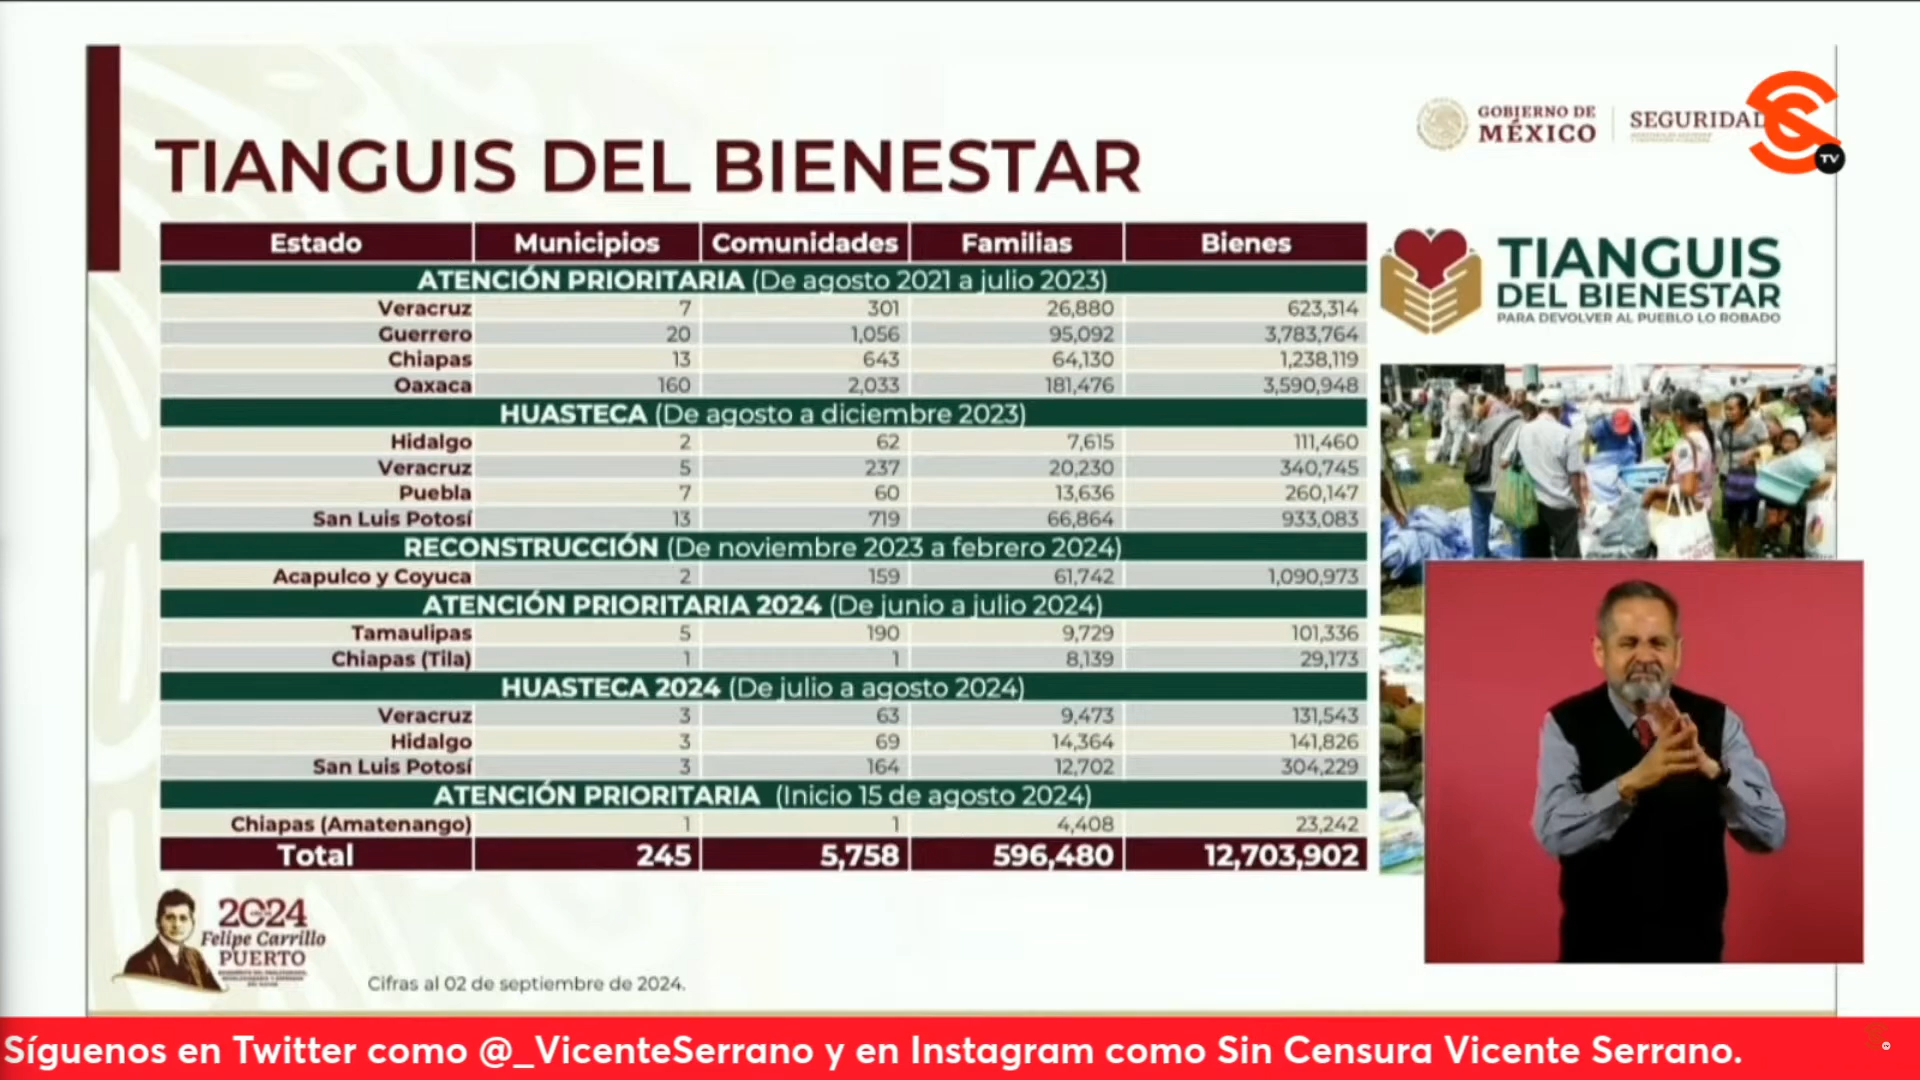 GOBIERNO DE
MÉXICO
SEGURIDAD
TV
TIANGUIS DEL BIENESTAR
Estado Municipios Comunidades Familias Bienes
ATENCIÓN PRIORITARIA (De agosto 2021 a julio 2023)
Veracruz 7 301 26,880 623,314
Guerrero 20 1,056 95,092 3,783,764
Chiapas 13 643 64,130 1,238,119
Oaxaca 160 2,033 181,476 3,590,948
HUASTECA (De agosto a diciembre 2023)
Hidalgo 2 62 7,615 111,460
Veracruz 5 237 20,230 340,745
Puebla 7 60 13,636 260,147
San Luis Potosí 13 719 66,864 933,083
RECONSTRUCCIÓN (De noviembre 2023 a febrero 2024)
Acapulco y Coyuca 2 159 61,742 1,090,973
ATENCIÓN PRIORITARIA 2024 (De junio a julio 2024)
Tamaulipas 5 190 9,729 101,336
Chiapas (Tila) 1 1 8,139 29,173
HUASTECA 2024 (De julio a agosto 2024)
Veracruz 3 63 9,473 131,543
Hidalgo 3 69 14,364 141,826
San Luis Potosí 3 164 12,702 304,229
ATENCIÓN PRIORITARIA (Inicio 15 de agosto 2024)
Chiapas (Amatenango) 1 1 4,408 23,242
Total 245 5,758 596,480 12,703,902
TIANGUIS
DEL BIENESTAR
PARA DEVOLVER AL PUEBLO LO ROBADO
2024
Felipe Carrillo
PUERTO
Cifras al 02 de septiembre de 2024.
Síguenos en Twitter como @_VicenteSerrano y en Instagram como Sin Censura Vicente Serrano.